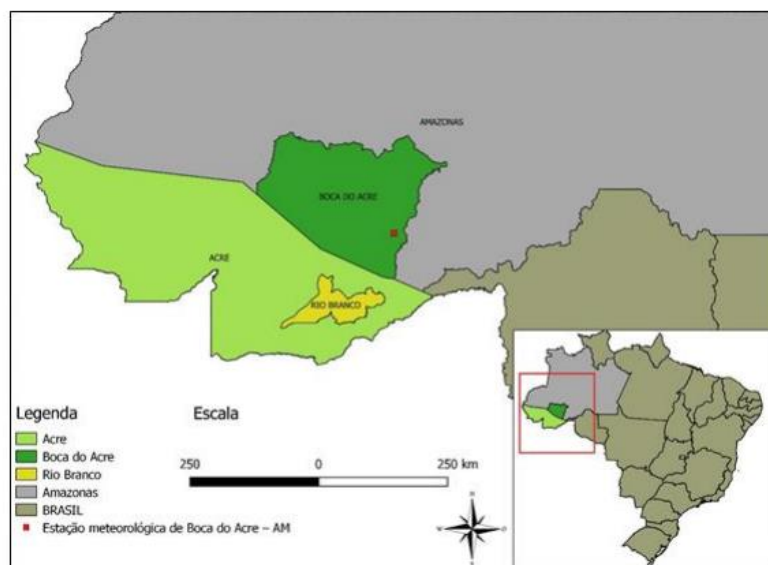 AMAZONAS
BOCA DO ACRE
ACRE
RIO BRANCO
Legenda
Acre
Boca do Acre
Rio Branco
Amazonas
BRASIL
Estação meteorológica de Boca do Acre – AM
Escala
250
0
250 km